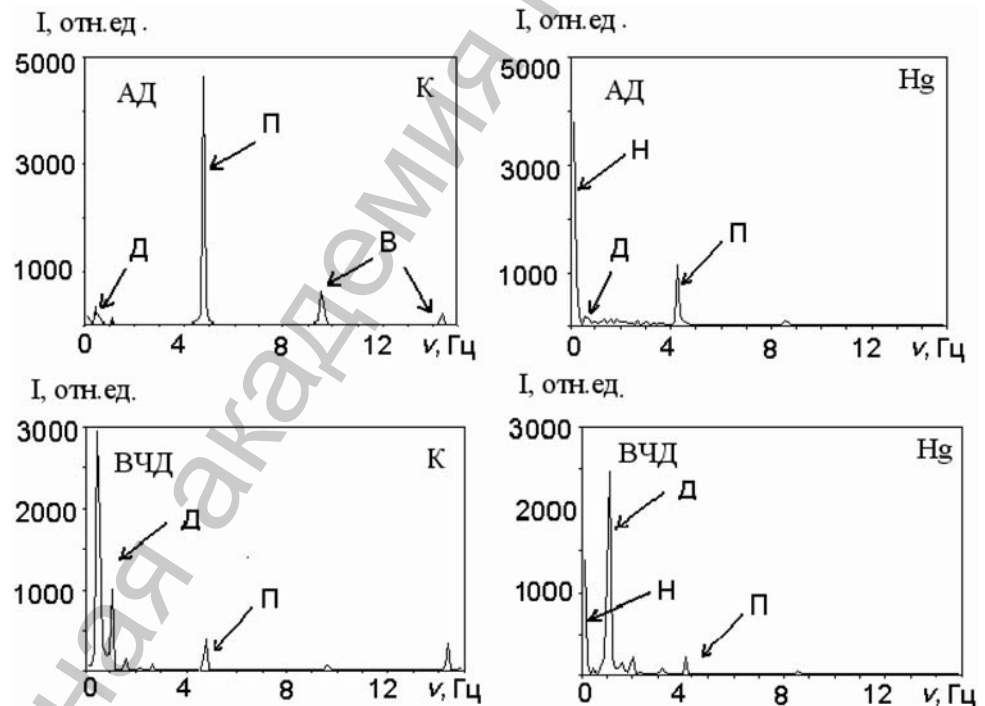 I, отн.ед .
5000
3000
1000
АД
К
Д
П
В
0 4 8 12 ν, Гц
I, отн.ед.
5000
3000
1000
АД
Hg
Н
Д
П
0 4 8 12 ν, Гц
I, отн.ед.
3000
2000
1000
ВЧД
К
Д
П
0 4 8 12 ν, Гц
I, отн.ед.
3000
2000
1000
ВЧД
Hg
Д
Н
П
0 4 8 12 ν, Гц
ная академия